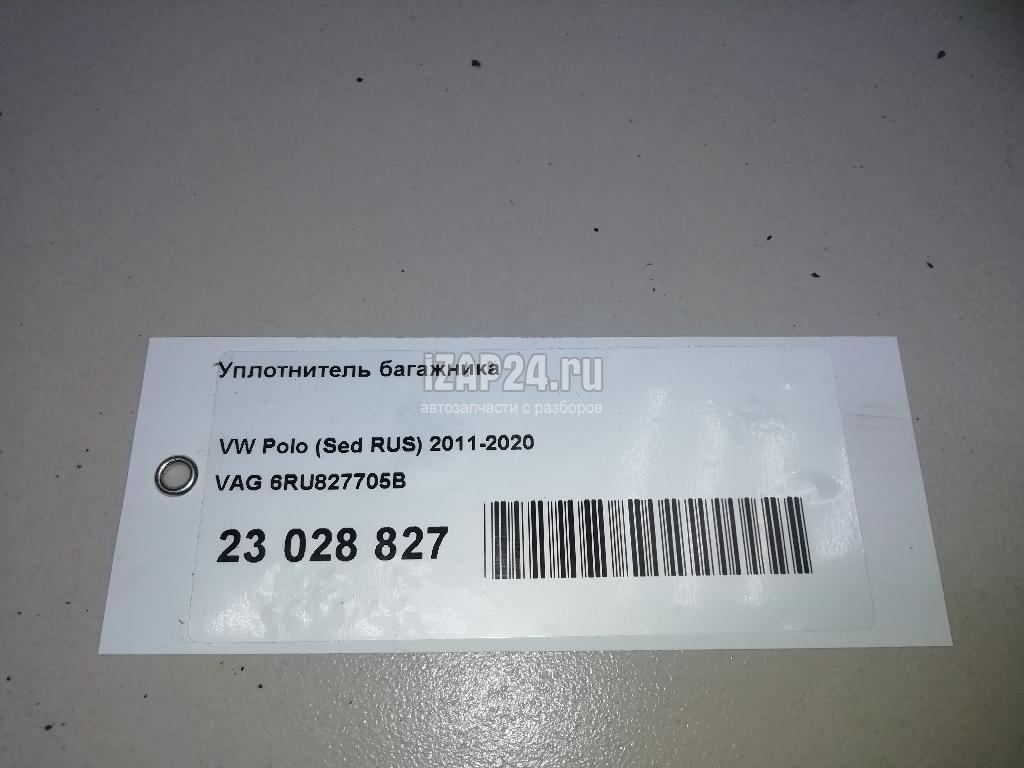 Уплотнитель багажника
iZAP24.ru
автозапчасти с разборов
VW Polo (Sed RUS) 2011-2020
VAG 6RU827705B
23 028 827